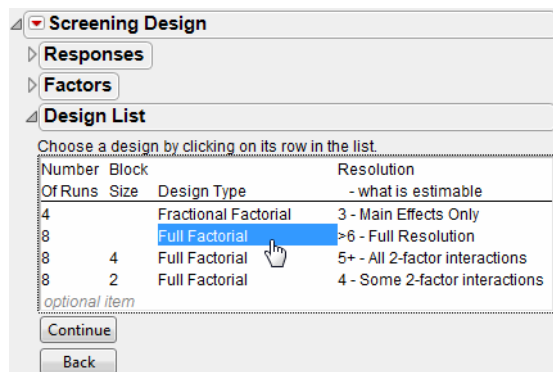 Screening Design
Responses
Factors
Design List
Choose a design by clicking on its row in the list.
Number Block Resolution
Of Runs Size Design Type - what is estimable
4 Fractional Factorial 3 - Main Effects Only
8 Full Factorial >6 - Full Resolution
8 4 Full Factorial 5+ - All 2-factor interactions
8 2 Full Factorial 4 - Some 2-factor interactions
optional item
Continue
Back